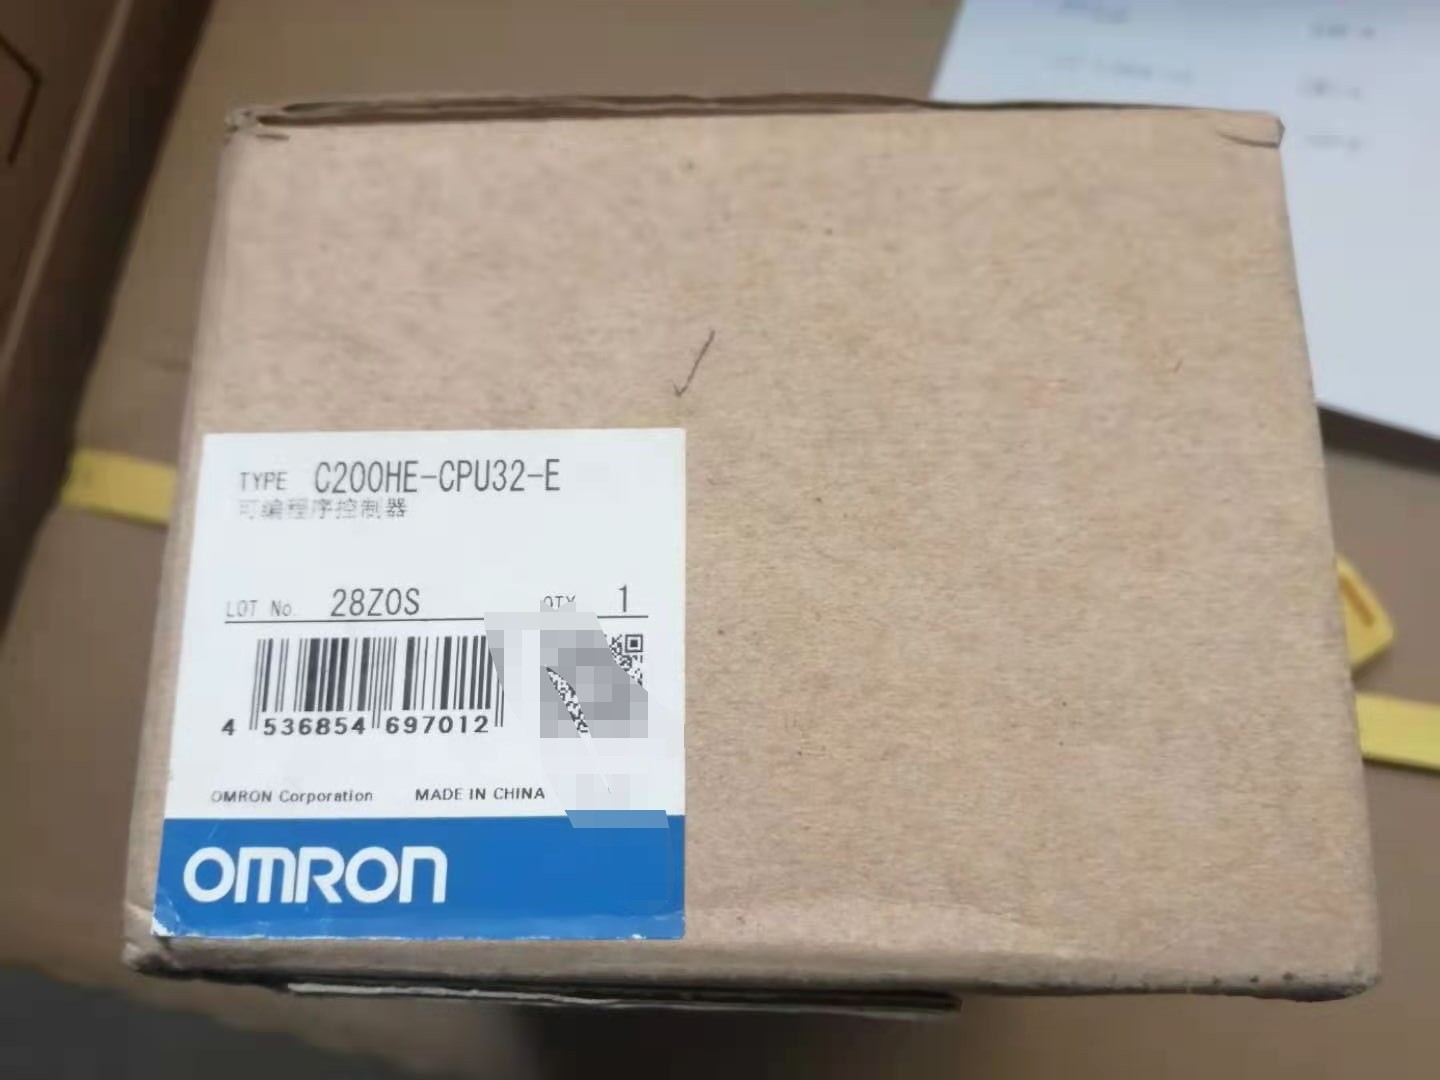 TYPE C200HE-CPU32-E
可编程序控制器
LOT No. 28Z0S QTY 1
4 536854 697012
OMRON Corporation MADE IN CHINA
OMRON